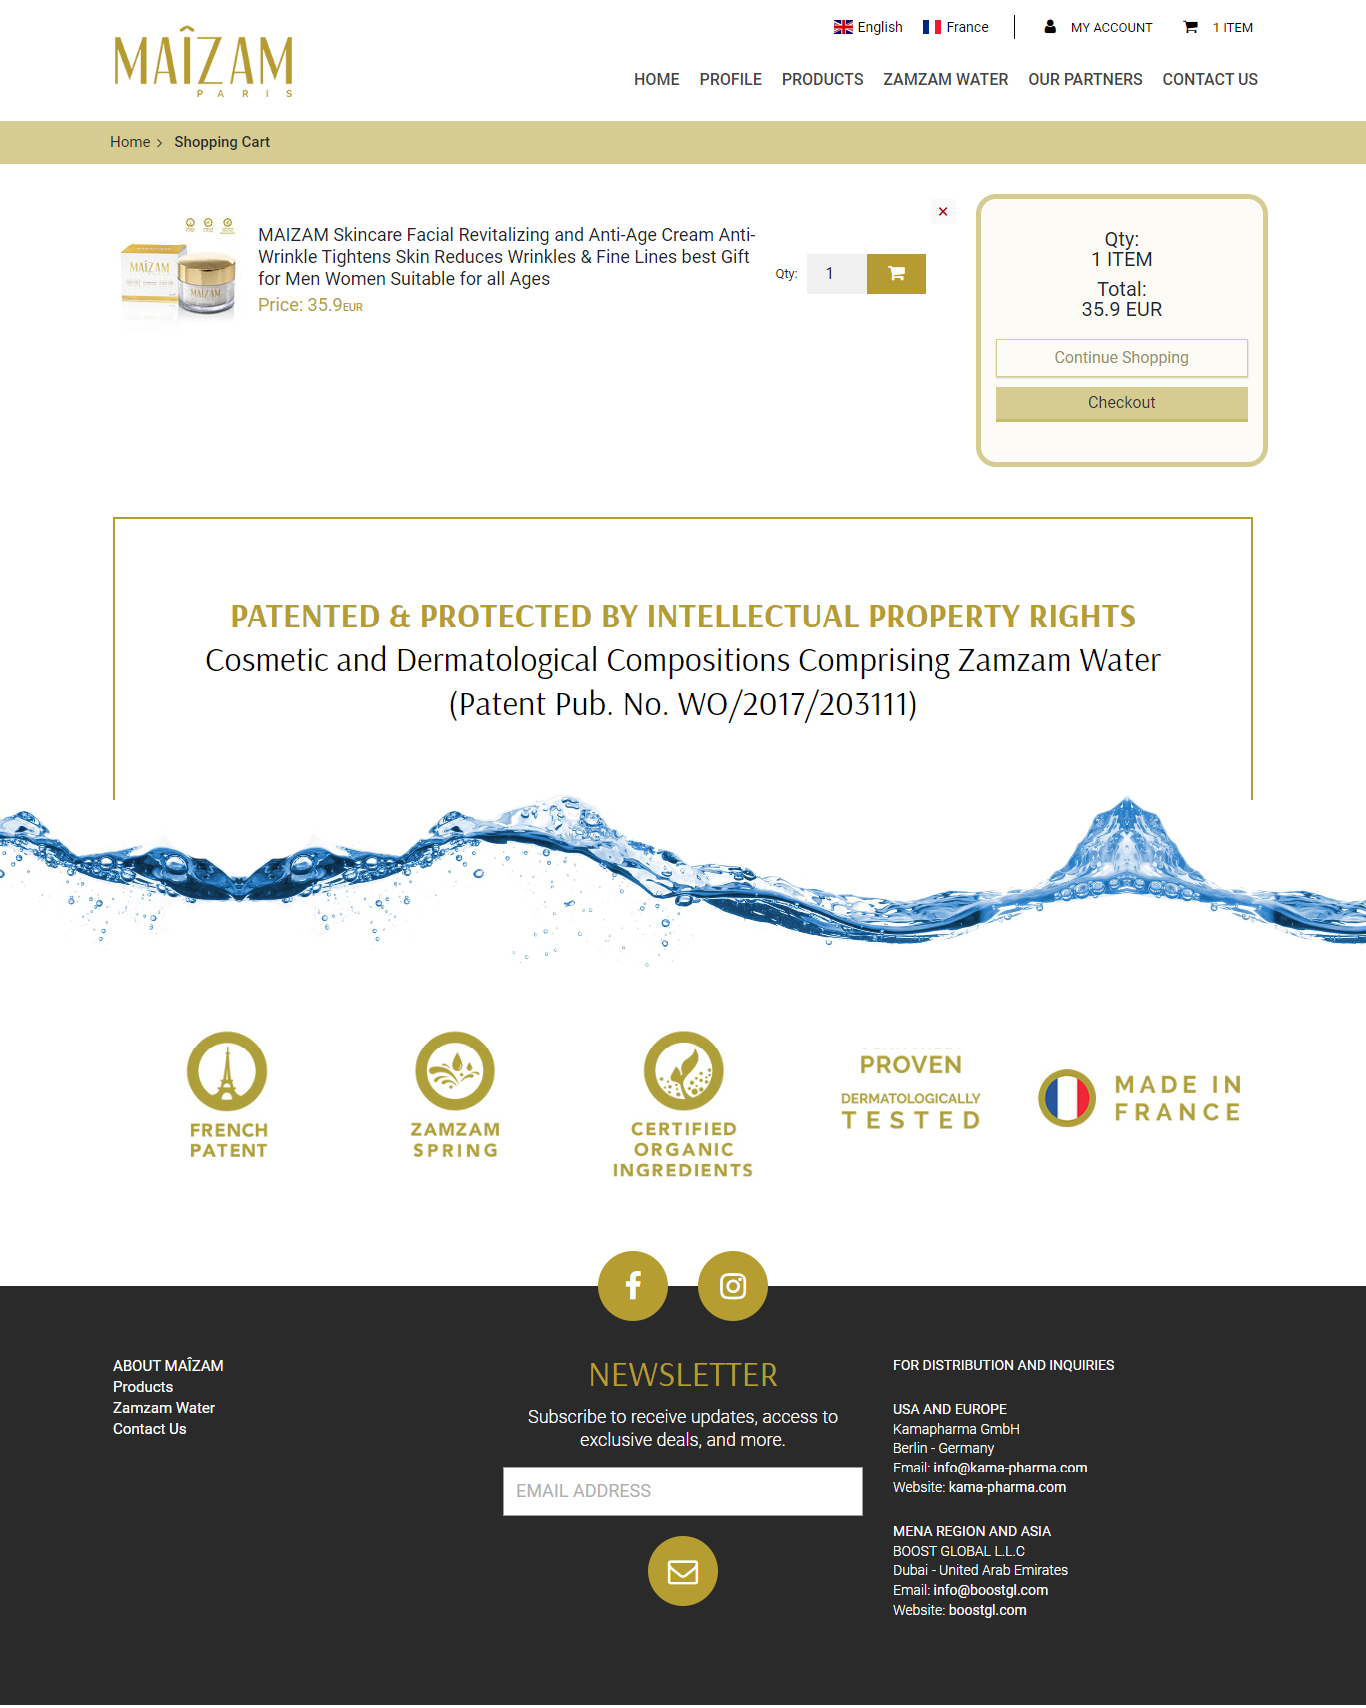 MAÎZAM
PARIS
English
France
MY ACCOUNT
1 ITEM
HOME
PROFILE
PRODUCTS
ZAMZAM WATER
OUR PARTNERS
CONTACT US
Home
Shopping Cart
MAÎZAM
MAÎZAM
MAIZAM Skincare Facial Revitalizing and Anti-Age Cream Anti-
Wrinkle Tightens Skin Reduces Wrinkles & Fine Lines best Gift
for Men Women Suitable for all Ages
Price: 35.9EUR
Qty:
1
×
Qty:
1 ITEM
Total:
35.9 EUR
Continue Shopping
Checkout
PATENTED & PROTECTED BY INTELLECTUAL PROPERTY RIGHTS
Cosmetic and Dermatological Compositions Comprising Zamzam Water
(Patent Pub. No. WO/2017/203111)
FRENCH
PATENT
ZAMZAM
SPRING
CERTIFIED
ORGANIC
INGREDIENTS
PROVEN
DERMATOLOGICALLY
TESTED
MADE IN
FRANCE
ABOUT MAÎZAM
Products
Zamzam Water
Contact Us
NEWSLETTER
Subscribe to receive updates, access to
exclusive deals, and more.
EMAIL ADDRESS
FOR DISTRIBUTION AND INQUIRIES
USA AND EUROPE
Kamapharma GmbH
Berlin - Germany
Email: info@kama-pharma.com
Website: kama-pharma.com
MENA REGION AND ASIA
BOOST GLOBAL L.L.C
Dubai - United Arab Emirates
Email: info@boostgl.com
Website: boostgl.com